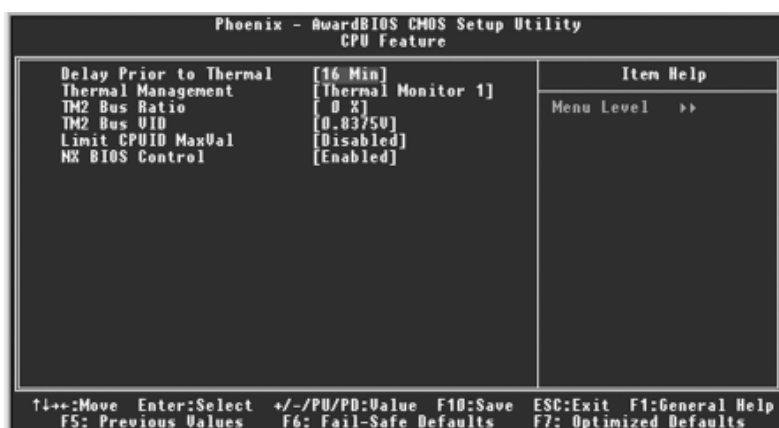 Phoenix - AwardBIOS CMOS Setup Utility
CPU Feature
Delay Prior to Thermal [16 Min]
Thermal Management [Thermal Monitor 1]
TM2 Bus Ratio [ 0 X]
TM2 Bus VID [0.8375V]
Limit CPUID MaxVal [Disabled]
NX BIOS Control [Enabled]
Item Help
Menu Level ▸▸
↑↓→←:Move Enter:Select +/-/PU/PD:Value F10:Save ESC:Exit F1:General Help
F5: Previous Values F6: Fail-Safe Defaults F7: Optimized Defaults